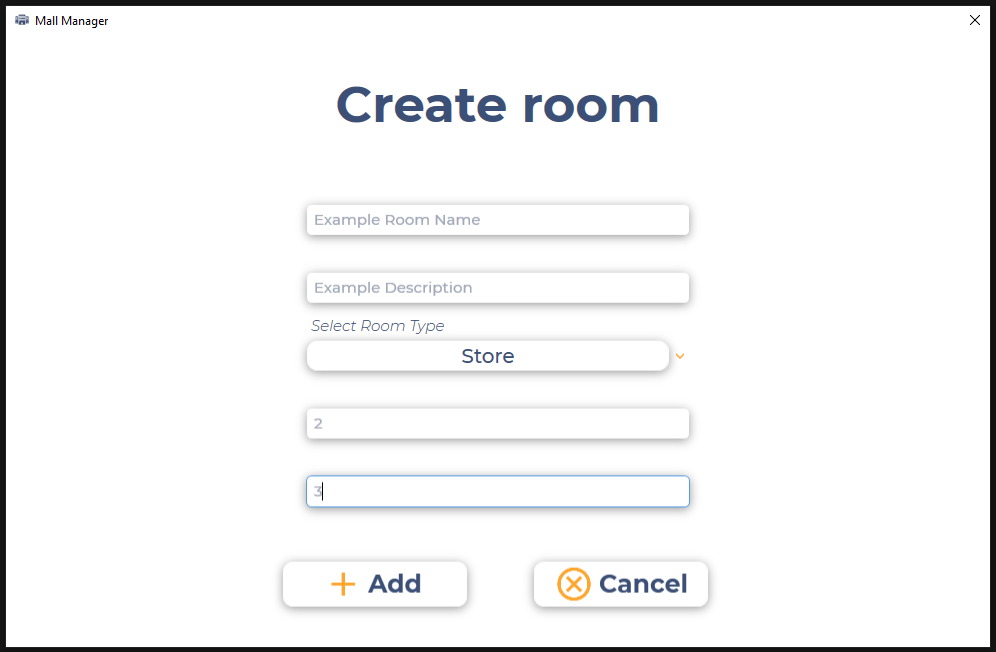 Mall Manager
Create room
Example Room Name
Example Description
Select Room Type
Store
2
3
Add
Cancel